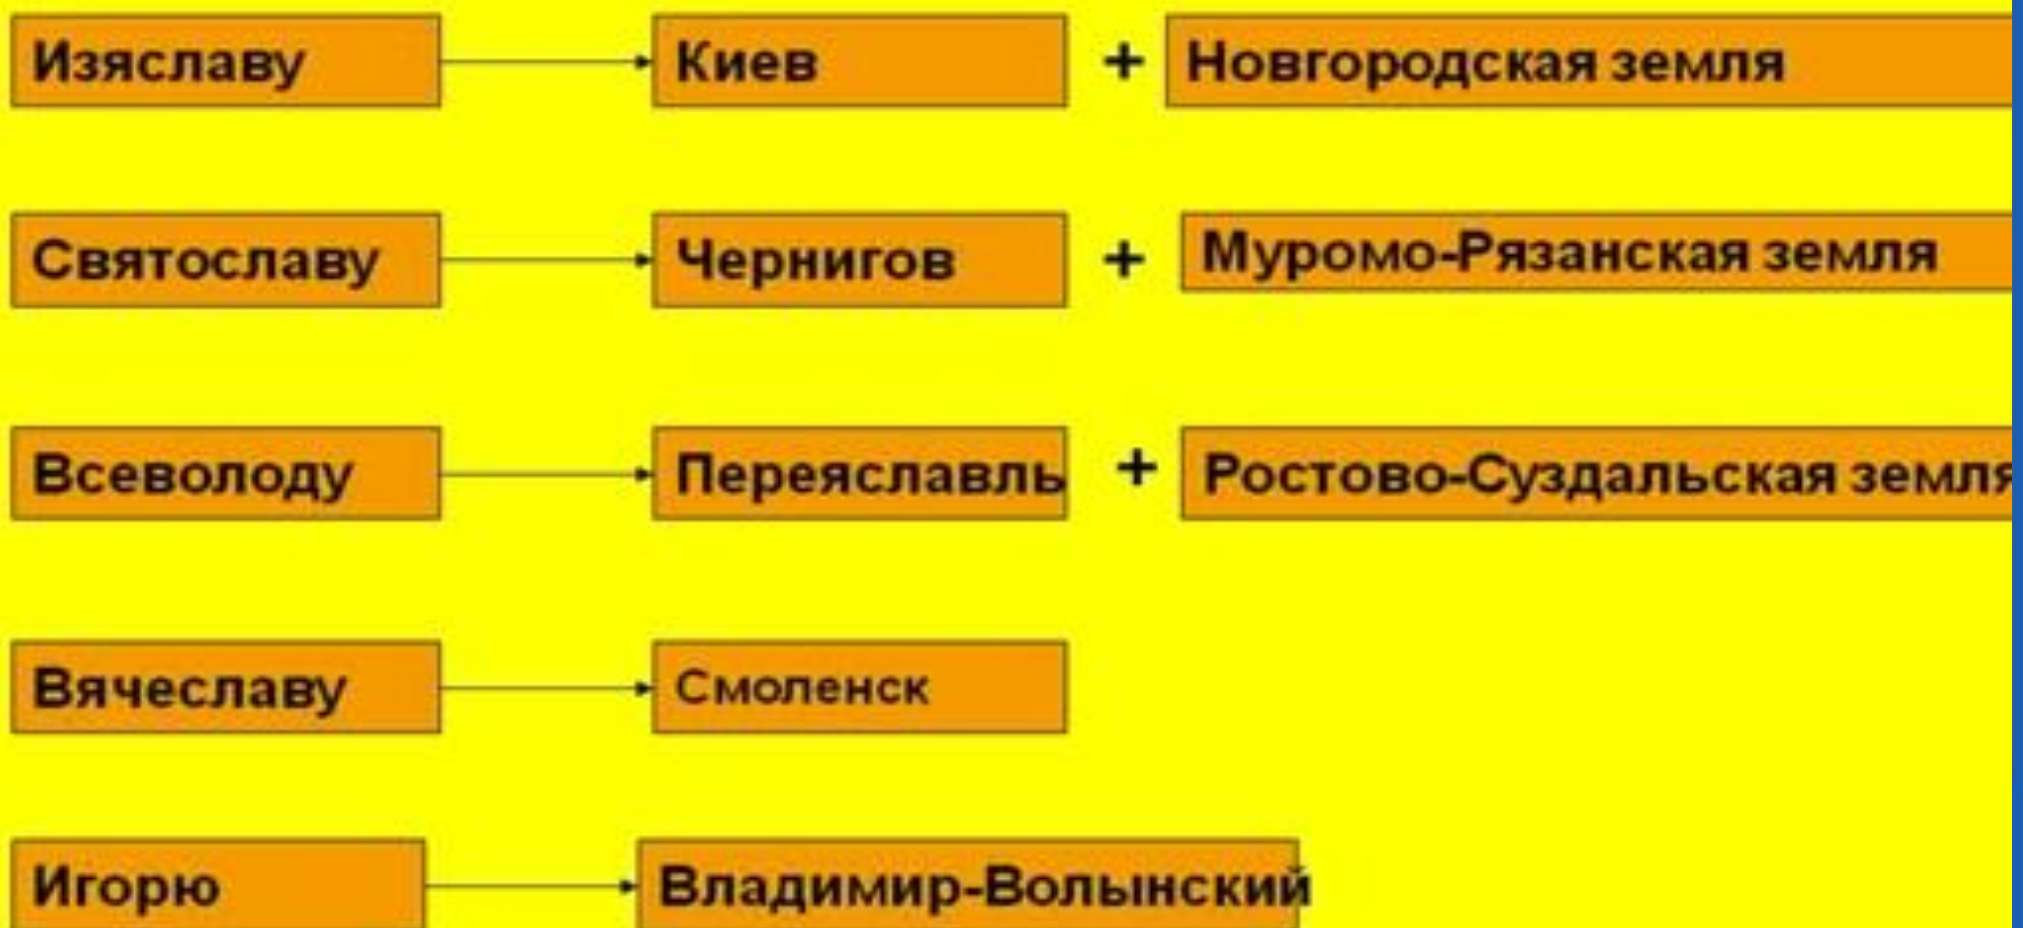 Изяславу Киев + Новгородская земля
Святославу Чернигов + Муромо-Рязанская земля
Всеволоду Переяславль + Ростово-Суздальская земля
Вячеславу Смоленск
Игорю Владимир-Волынский